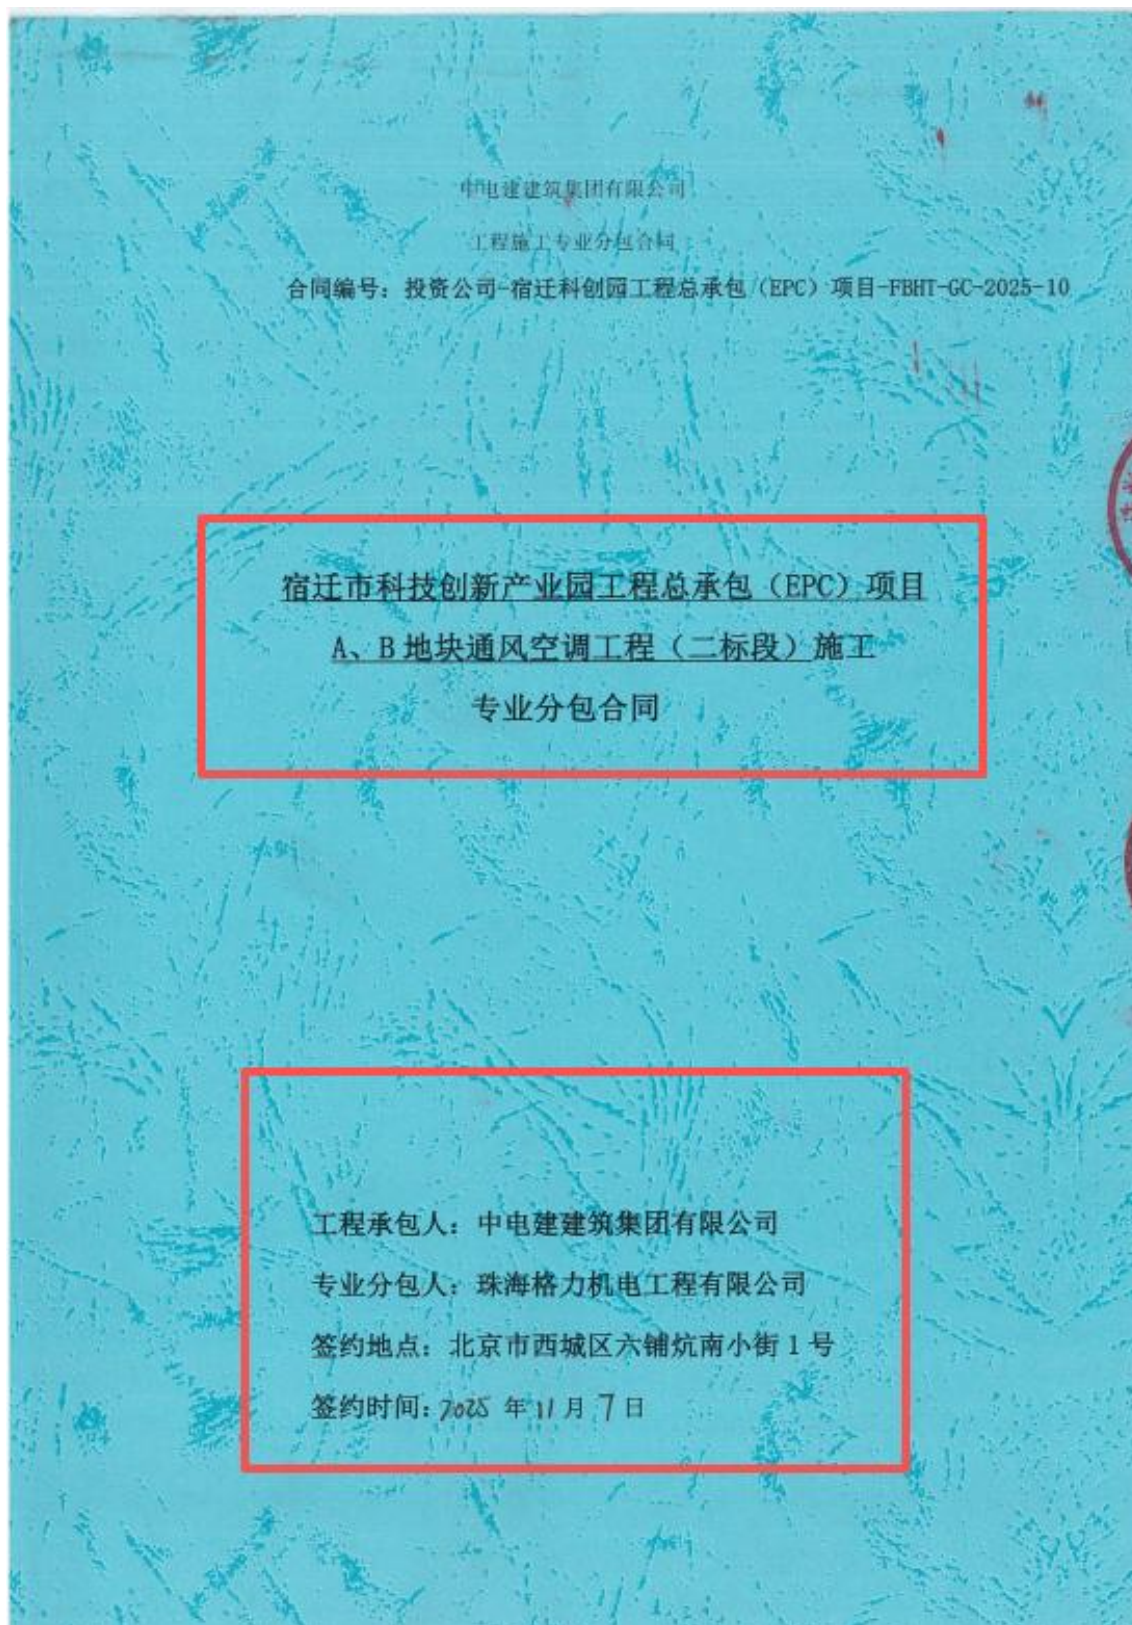 中电建建筑集团有限公司
工程施工专业分包合同
合同编号：投资公司-宿迁科创园工程总承包（EPC）项目-FBHT-GC-2025-10
宿迁市科技创新产业园工程总承包（EPC）项目
A、B地块通风空调工程（二标段）施工
专业分包合同
工程承包人：中电建建筑集团有限公司
专业分包人：珠海格力机电工程有限公司
签约地点：北京市西城区六铺炕南小街1号
签约时间：2025年11月7日